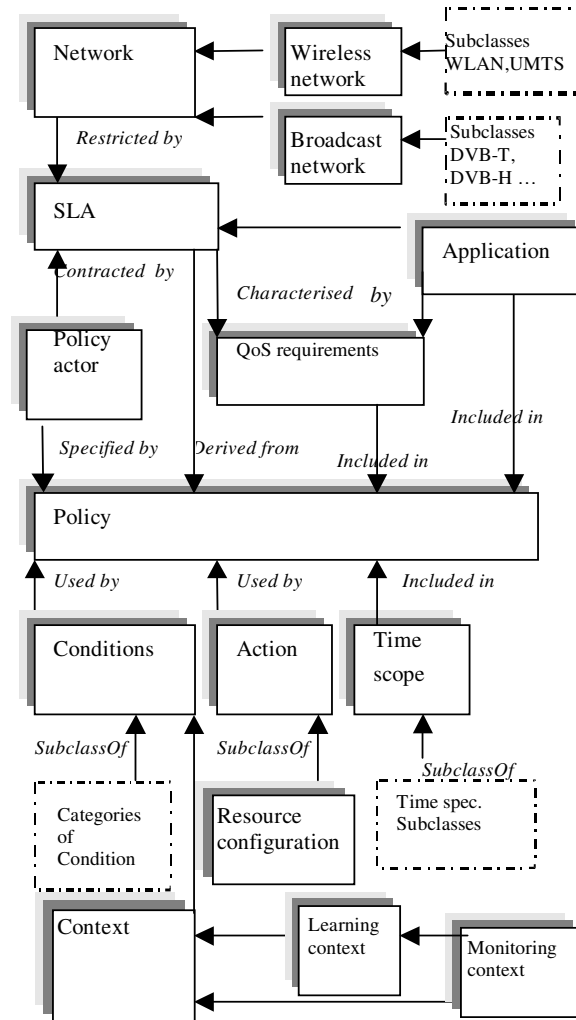 Network
Wireless
network
Subclasses
WLAN,UMTS
Restricted by
Broadcast
network
Subclasses
DVB-T,
DVB-H ...
SLA
Application
Contracted by
Characterised by
Policy
actor
QoS requirements
Included in
Specified by
Derived from
Included in
Policy
Used by
Used by
Included in
Conditions
Action
Time
scope
SubclassOf
SubclassOf
SubclassOf
Categories
of
Condition
Resource
configuration
Time spec.
Subclasses
Context
Learning
context
Monitoring
context